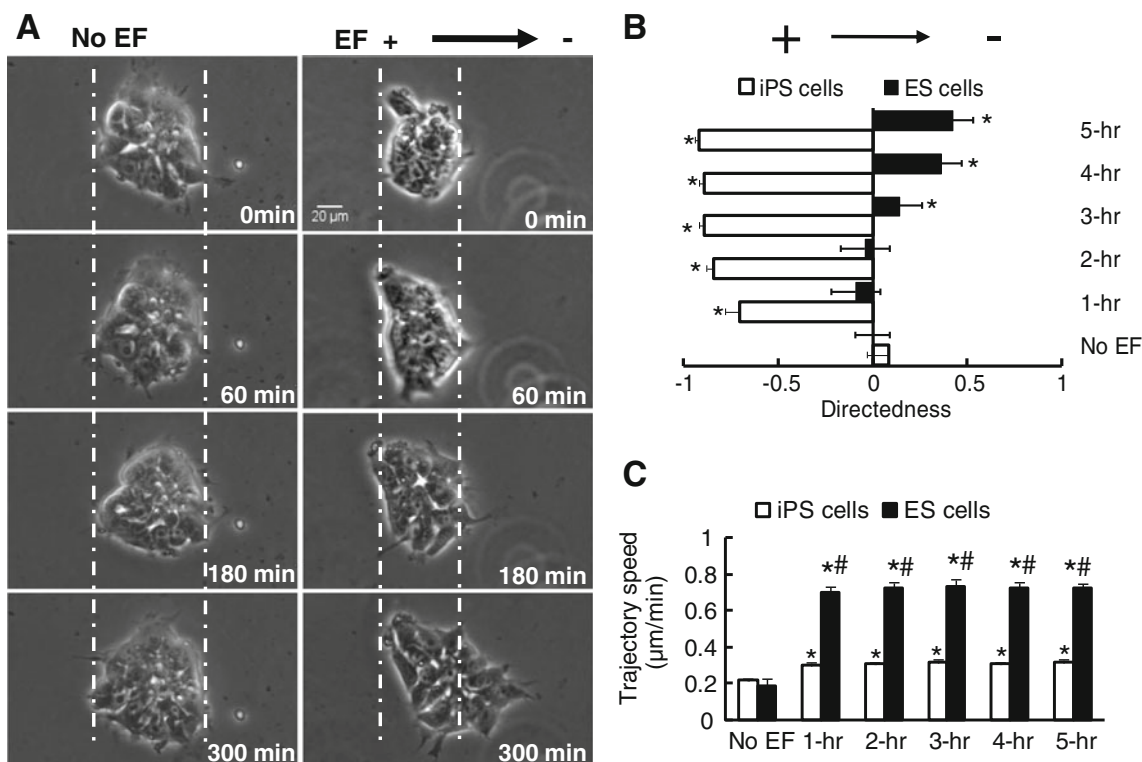 A
No EF
EF + -
0min
20 µm
0 min
60 min
60 min
180 min
180 min
300 min
300 min
B
+ -
iPS cells ES cells
* * 5-hr
* * 4-hr
* * 3-hr
* 2-hr
* 1-hr
No EF
-1 -0.5 0 0.5 1
Directedness
C
iPS cells ES cells
Trajectory speed
(µm/min)
1
0.8
0.6
0.4
0.2
0
*# *# *# *# *#
* * * * *
No EF 1-hr 2-hr 3-hr 4-hr 5-hr